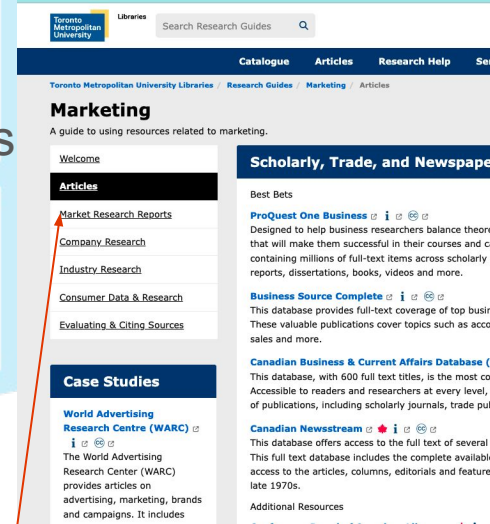 Toronto
Metropolitan
University
Libraries
Search Research Guides
Catalogue Articles Research Help
Toronto Metropolitan University Libraries / Research Guides / Marketing / Articles
Marketing
A guide to using resources related to marketing.
S
Welcome
Articles
Market Research Reports
Company Research
Industry Research
Consumer Data & Research
Evaluating & Citing Sources
Case Studies
World Advertising
Research Centre (WARC)
The World Advertising
Research Center (WARC)
provides articles on
advertising, marketing, brands
and campaigns. It includes
Scholarly, Trade, and Newspape
Best Bets
ProQuest One Business
Designed to help business researchers balance theore
that will make them successful in their courses and c
containing millions of full-text items across scholarly
reports, dissertations, books, videos and more.
Business Source Complete
This database provides full-text coverage of top busin
These valuable publications cover topics such as acco
sales and more.
Canadian Business & Current Affairs Database (
This database, with 600 full text titles, is the most co
Accessible to readers and researchers at every level,
of publications, including scholarly journals, trade pu
Canadian Newsstream
This database offers access to the full text of several
This full text database includes the complete available
access to the articles, columns, editorials and feature
late 1970s.
Additional Resources